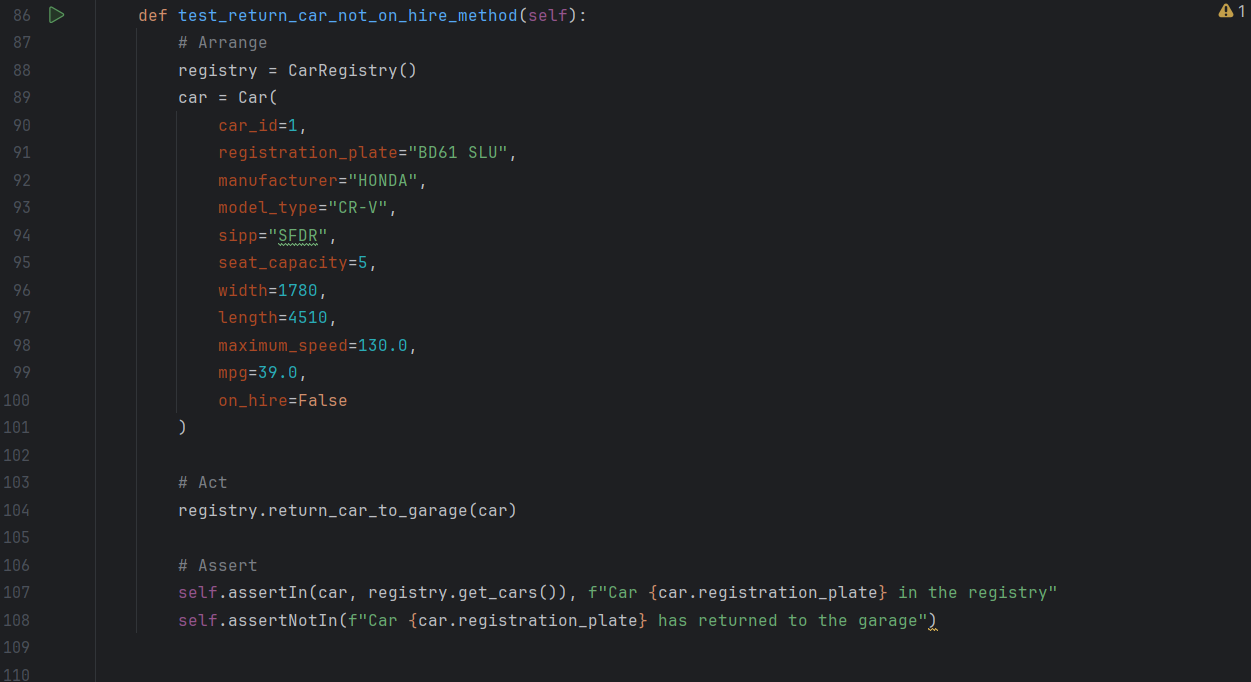 86 def test_return_car_not_on_hire_method(self): 1
87 # Arrange
88 registry = CarRegistry()
89 car = Car(
90 car_id=1,
91 registration_plate="BD61 SLU",
92 manufacturer="HONDA",
93 model_type="CR-V",
94 sipp="SFDR",
95 seat_capacity=5,
96 width=1780,
97 length=4510,
98 maximum_speed=130.0,
99 mpg=39.0,
100 on_hire=False
101 )
102
103 # Act
104 registry.return_car_to_garage(car)
105
106 # Assert
107 self.assertIn(car, registry.get_cars()), f"Car {car.registration_plate} in the registry"
108 self.assertNotIn(f"Car {car.registration_plate} has returned to the garage")
109
110